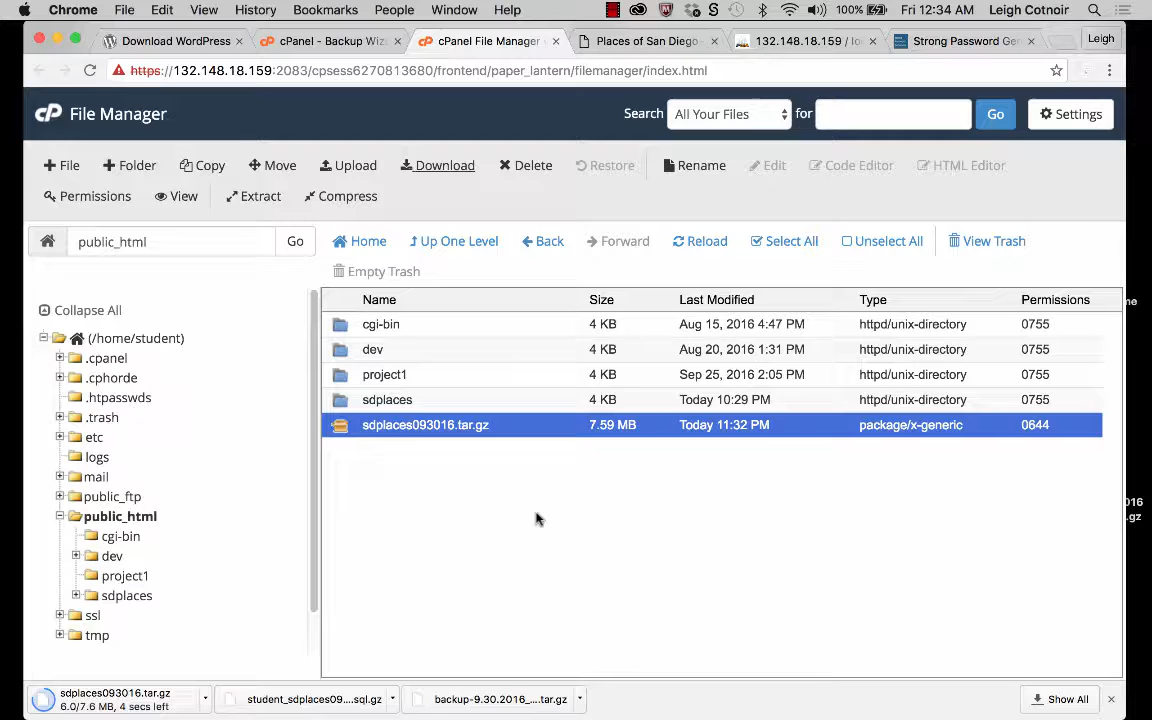 Chrome File Edit View History Bookmarks People Window Help 100% Fri 12:34 AM Leigh Cotnoir
Download WordPress cPanel - Backup Wiz cPanel File Manager Places of San Diego 132.148.18.159 / lo Strong Password Ge Leigh
https://132.148.18.159:2083/cpsess6270813680/frontend/paper_lantern/filemanager/index.html
cP File Manager Search All Your Files for Go Settings
File Folder Copy Move Upload Download Delete Restore Rename Edit Code Editor HTML Editor
Permissions View Extract Compress
public_html Go Home Up One Level Back Forward Reload Select All Unselect All View Trash
Empty Trash
Collapse All
(/home/student)
.cpanel
.cphorde
.htpasswds
.trash
etc
logs
mail
public_ftp
public_html
cgi-bin
dev
project1
sdplaces
ssl
tmp
Name Size Last Modified Type Permissions
cgi-bin 4 KB Aug 15, 2016 4:47 PM httpd/unix-directory 0755
dev 4 KB Aug 20, 2016 1:31 PM httpd/unix-directory 0755
project1 4 KB Sep 25, 2016 2:05 PM httpd/unix-directory 0755
sdplaces 4 KB Today 10:29 PM httpd/unix-directory 0755
sdplaces093016.tar.gz 7.59 MB Today 11:32 PM package/x-generic 0644
sdplaces093016.tar.gz
6.0/7.6 MB, 4 secs left
student_sdplaces09....sql.gz
backup-9.30.2016_....tar.gz
Show All